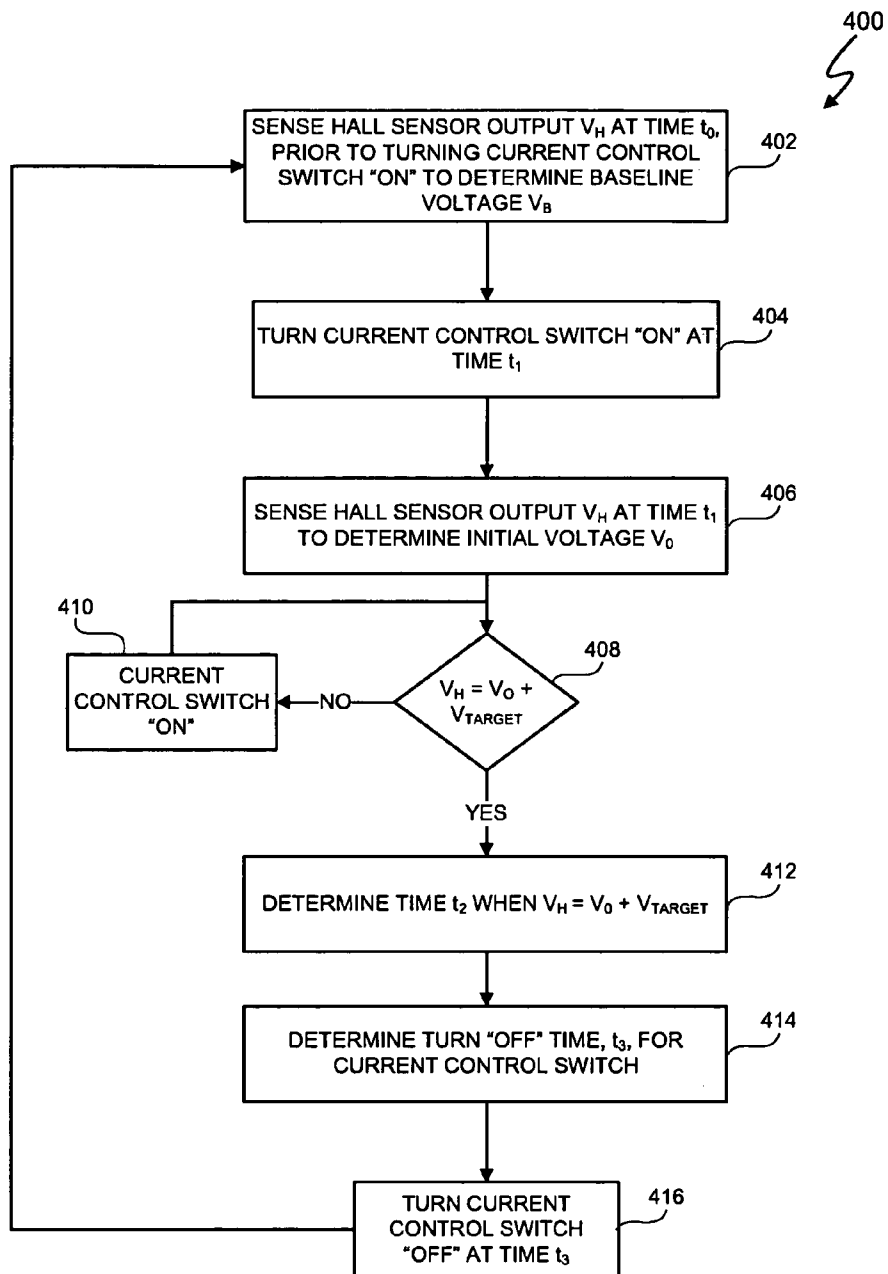 400
SENSE HALL SENSOR OUTPUT V_H AT TIME t_0,
PRIOR TO TURNING CURRENT CONTROL
SWITCH "ON" TO DETERMINE BASELINE
VOLTAGE V_B
402
TURN CURRENT CONTROL SWITCH "ON" AT
TIME t_1
404
SENSE HALL SENSOR OUTPUT V_H AT TIME t_1
TO DETERMINE INITIAL VOLTAGE V_0
406
410
CURRENT
CONTROL SWITCH
"ON"
NO
V_H = V_O +
V_TARGET
408
YES
DETERMINE TIME t_2 WHEN V_H = V_0 + V_TARGET
412
DETERMINE TURN "OFF" TIME, t_3, FOR
CURRENT CONTROL SWITCH
414
TURN CURRENT
CONTROL SWITCH
"OFF" AT TIME t_3
416